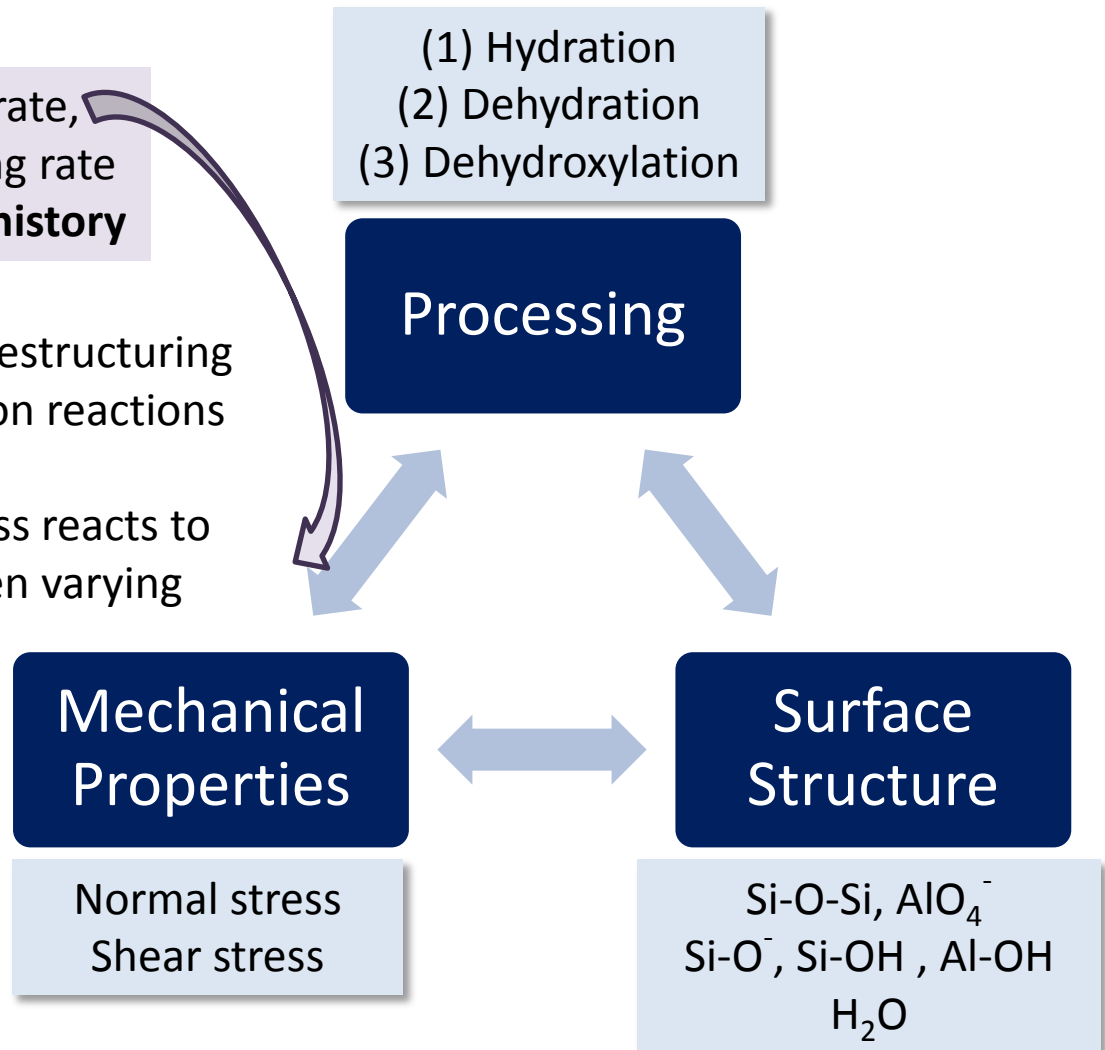 (1) Hydration
(2) Dehydration
(3) Dehydroxylation
rate,
g rate
history
Processing
estructuring
on reactions
ss reacts to
en varying
Mechanical
Properties
Surface
Structure
Normal stress
Shear stress
Si-O-Si, AlO₄⁻
Si-O⁻, Si-OH , Al-OH
H₂O